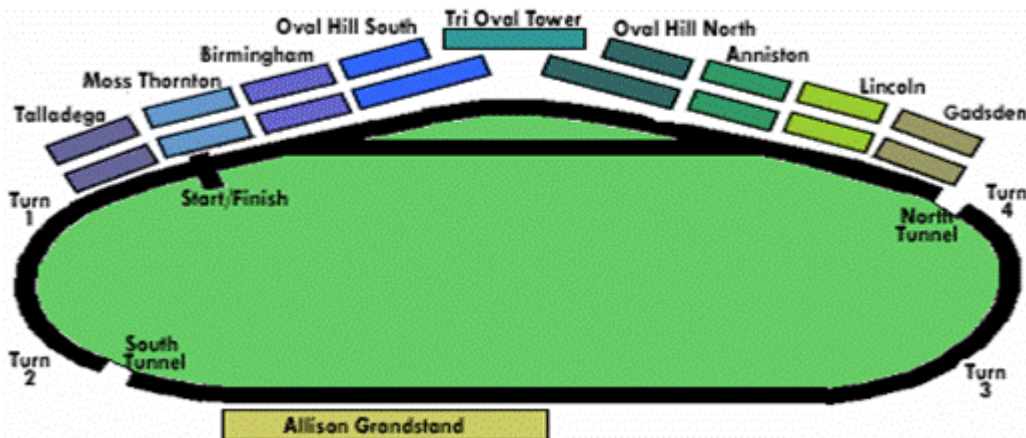 Tri Oval Tower
Oval Hill South
Oval Hill North
Birmingham
Anniston
Moss Thornton
Lincoln
Talladega
Gadsden
Turn
1
Start/Finish
Turn
4
North
Tunnel
South
Tunnel
Turn
2
Turn
3
Allison Grandstand